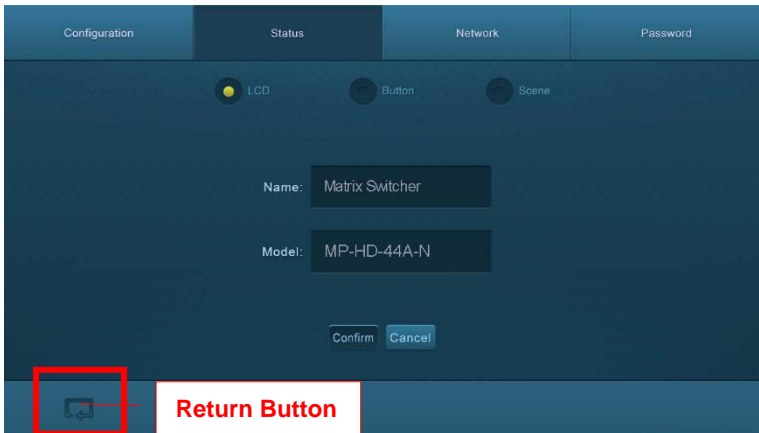 Configuration Status Network Password
LCD Button Scene
Name: Matrix Switcher
Model: MP-HD-44A-N
Confirm Cancel
Return Button